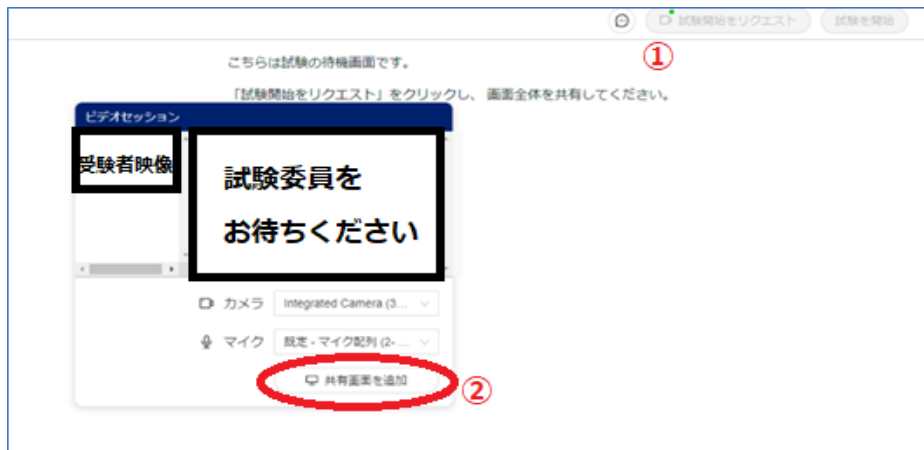 試験開始をリクエスト 試験を開始
①
こちらは試験の待機画面です。
「試験開始をリクエスト」をクリックし、 画面全体を共有してください。
ビデオセッション
受験者映像
試験委員を
お待ちください
カメラ Integrated Camera (3...
マイク 既定 - マイク配列 (2- ...
共有画面を追加
②